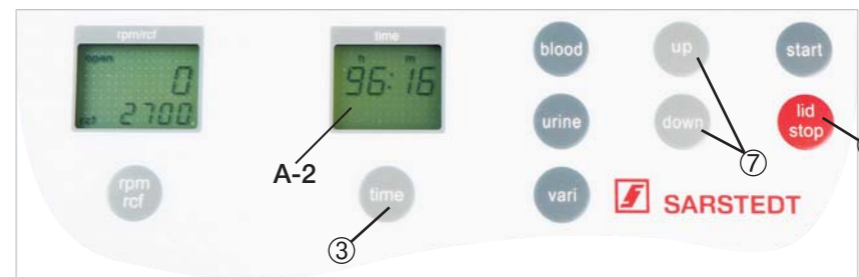 rpm/rcf
time
open
0
rcf 2700
h m
96:16
A-2
rpm
rcf
time
③
blood
urine
vari
up
down
⑦
start
lid
stop
SARSTEDT